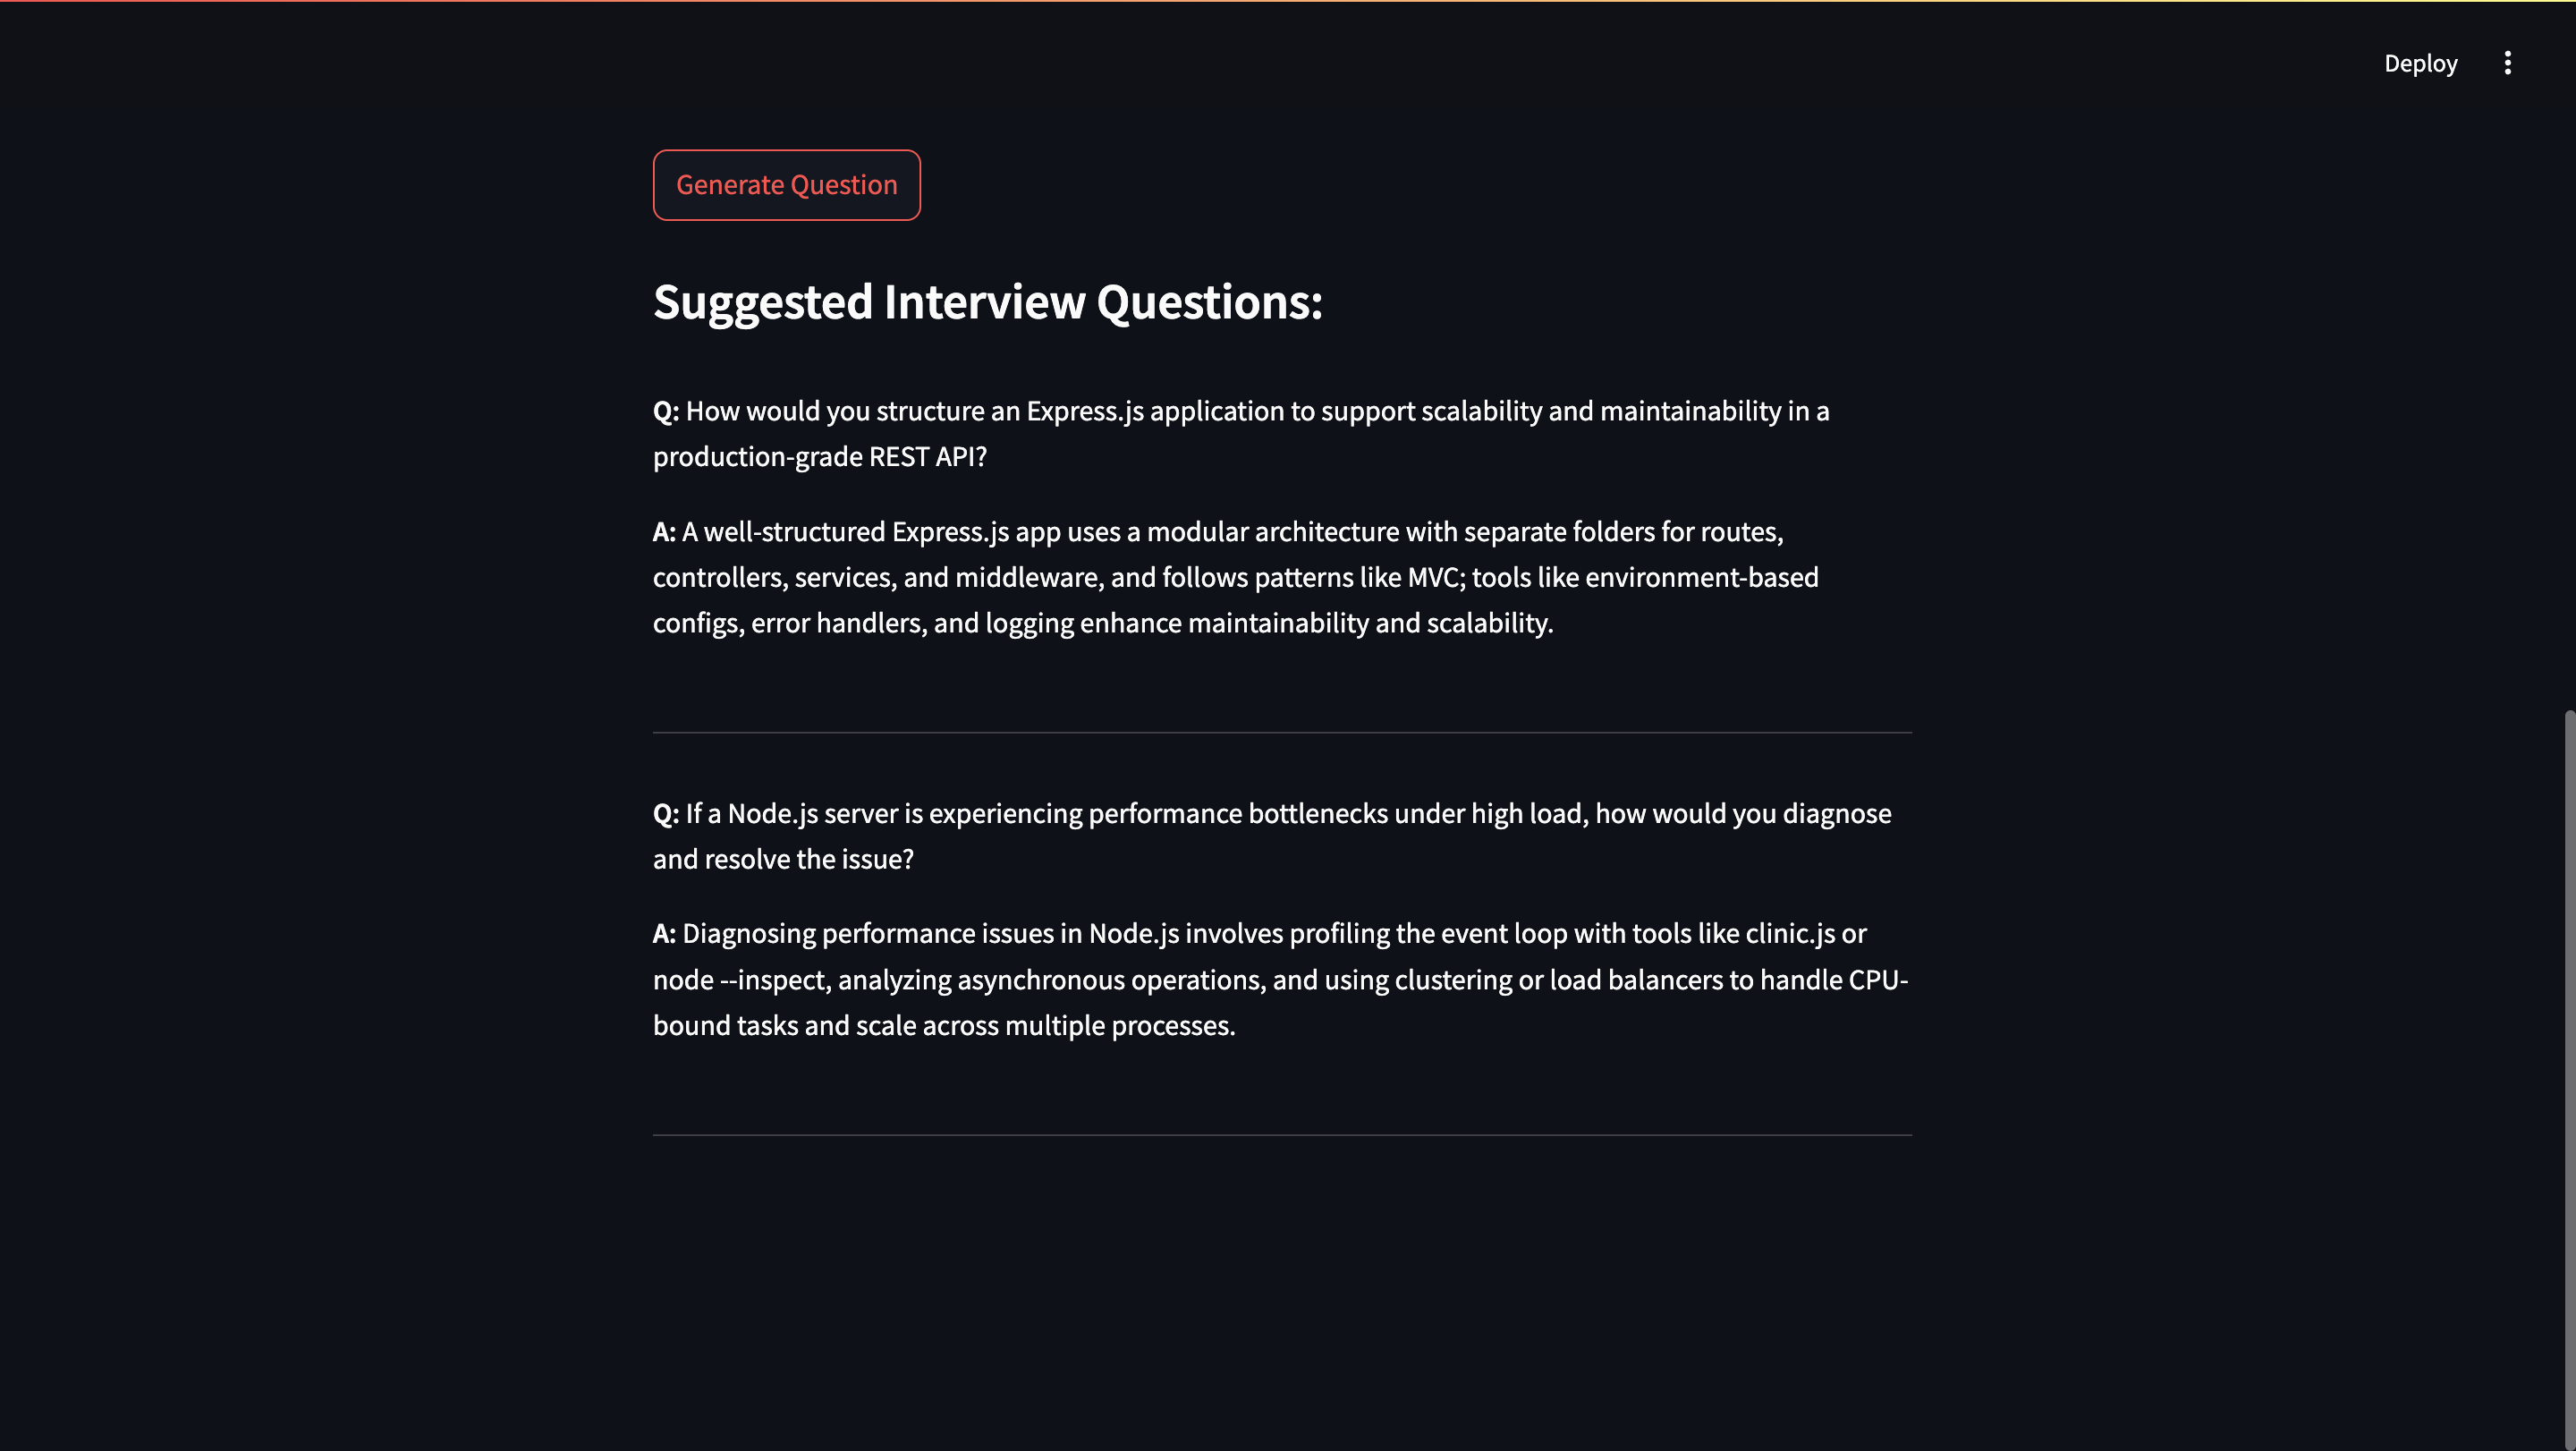 Deploy
Generate Question
Suggested Interview Questions:
Q: How would you structure an Express.js application to support scalability and maintainability in a
production-grade REST API?
A: A well-structured Express.js app uses a modular architecture with separate folders for routes,
controllers, services, and middleware, and follows patterns like MVC; tools like environment-based
configs, error handlers, and logging enhance maintainability and scalability.
Q: If a Node.js server is experiencing performance bottlenecks under high load, how would you diagnose
and resolve the issue?
A: Diagnosing performance issues in Node.js involves profiling the event loop with tools like clinic.js or
node --inspect, analyzing asynchronous operations, and using clustering or load balancers to handle CPU-
bound tasks and scale across multiple processes.